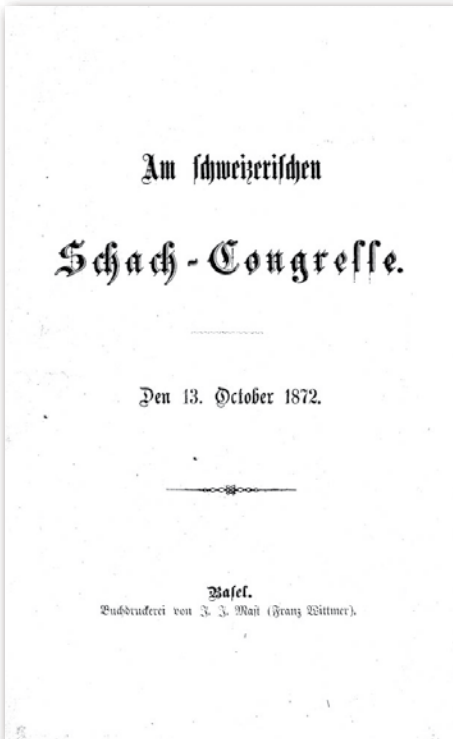 Am schweizerischen
Schach-Congresse.
Den 13. October 1872.
Basel.
Buchdruckerei von J. J. Mast (Franz Wittmer).